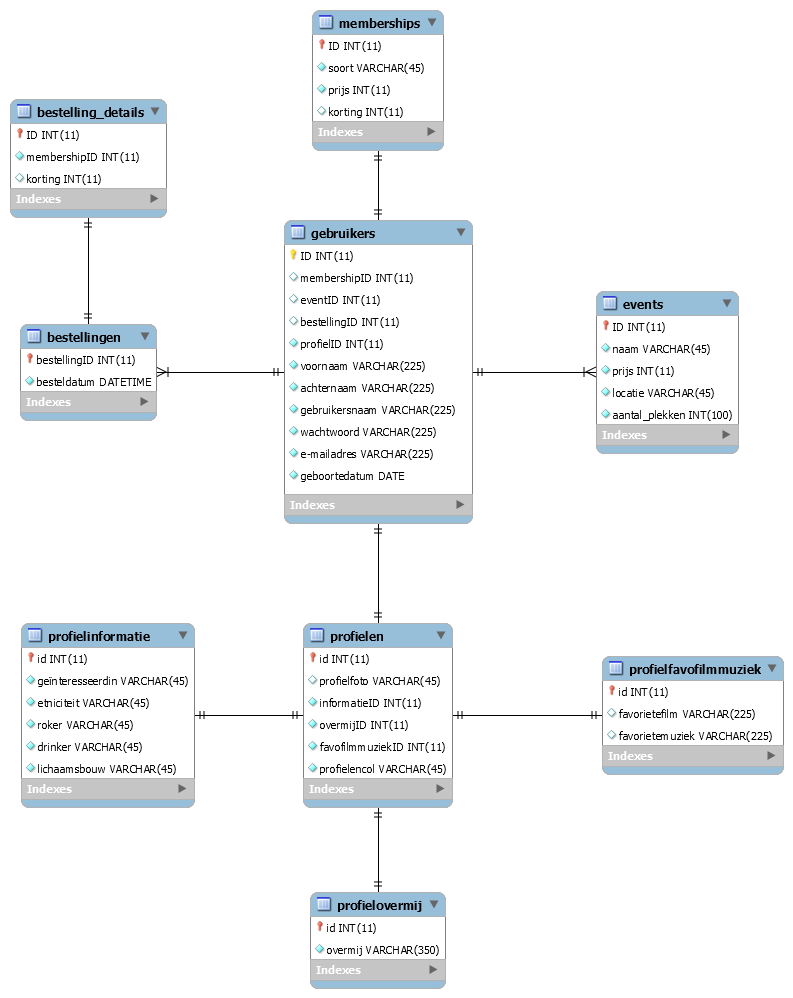 memberships
ID INT(11)
soort VARCHAR(45)
prijs INT(11)
korting INT(11)
Indexes
bestelling_details
ID INT(11)
membershipID INT(11)
korting INT(11)
Indexes
gebruikers
ID INT(11)
membershipID INT(11)
eventID INT(11)
bestellingID INT(11)
profielID INT(11)
voornaam VARCHAR(225)
achternaam VARCHAR(225)
gebruikersnaam VARCHAR(225)
wachtwoord VARCHAR(225)
e-mailadres VARCHAR(225)
geboortedatum DATE
Indexes
events
ID INT(11)
naam VARCHAR(45)
prijs INT(11)
locatie VARCHAR(45)
aantal_plekken INT(100)
Indexes
bestellingen
bestellingID INT(11)
besteldatum DATETIME
Indexes
profielinformatie
id INT(11)
geïnteresseerdin VARCHAR(45)
etniciteit VARCHAR(45)
roker VARCHAR(45)
drinker VARCHAR(45)
lichaamsbouw VARCHAR(45)
Indexes
profielen
id INT(11)
profielfoto VARCHAR(45)
informatieID INT(11)
overmijID INT(11)
favofilmmuziekID INT(11)
profielencol VARCHAR(45)
Indexes
profielfavofilmmuziek
id INT(11)
favorietefilm VARCHAR(225)
favorietemuziek VARCHAR(225)
Indexes
profielovermij
id INT(11)
overmij VARCHAR(350)
Indexes